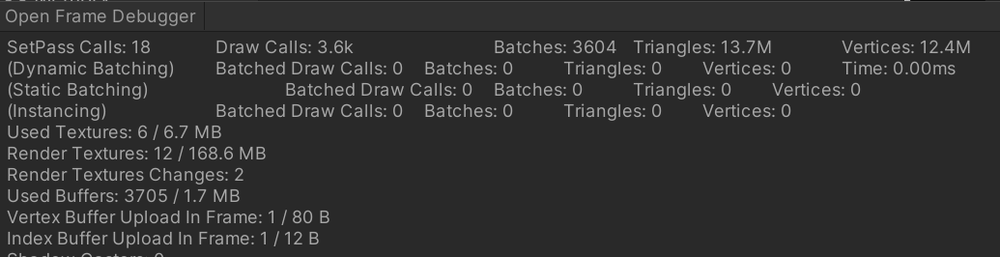 Open Frame Debugger
SetPass Calls: 18 Draw Calls: 3.6k Batches: 3604 Triangles: 13.7M Vertices: 12.4M
(Dynamic Batching) Batched Draw Calls: 0 Batches: 0 Triangles: 0 Vertices: 0 Time: 0.00ms
(Static Batching) Batched Draw Calls: 0 Batches: 0 Triangles: 0 Vertices: 0
(Instancing) Batched Draw Calls: 0 Batches: 0 Triangles: 0 Vertices: 0
Used Textures: 6 / 6.7 MB
Render Textures: 12 / 168.6 MB
Render Textures Changes: 2
Used Buffers: 3705 / 1.7 MB
Vertex Buffer Upload In Frame: 1 / 80 B
Index Buffer Upload In Frame: 1 / 12 B
Shadow Casters: 0